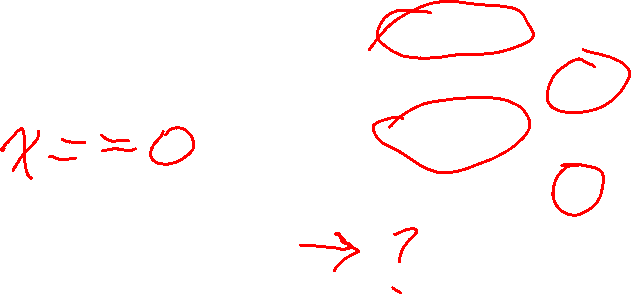 x==0
→ ?